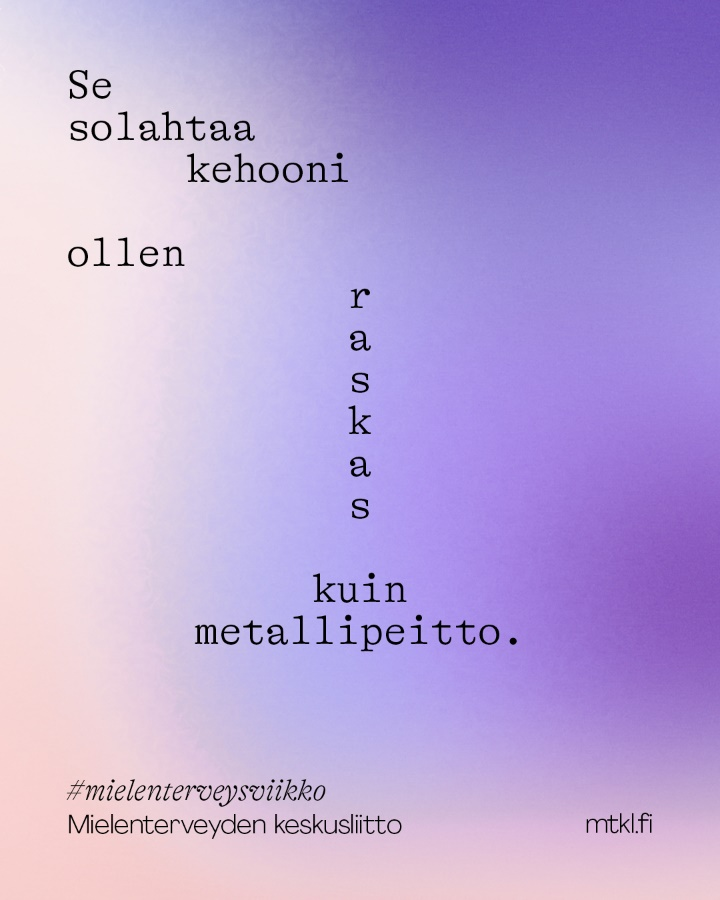 Se
solahtaa
kehooni
ollen
r
a
s
k
a
s
kuin
metallipeitto.
#mielenterveysviikko
Mielenterveyden keskusliitto
mtkl.fi